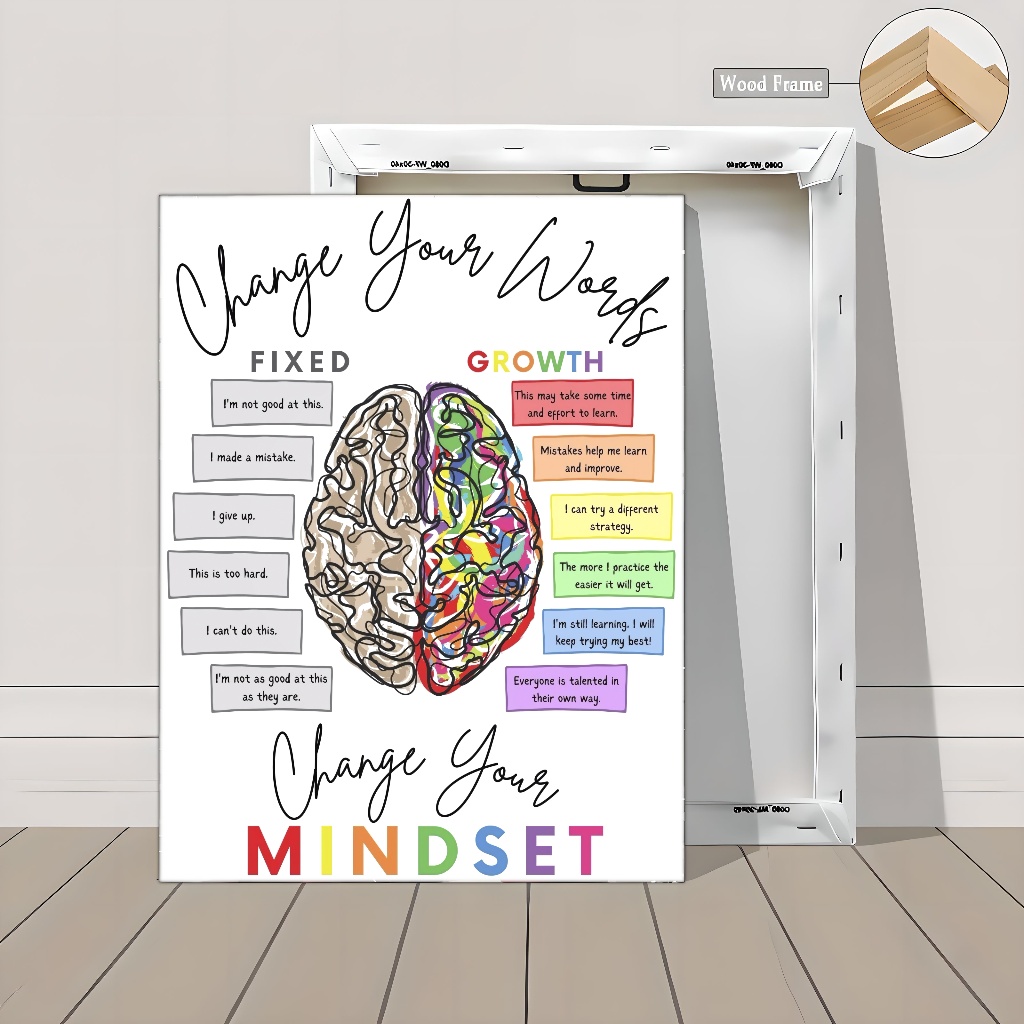 Wood Frame
Change Your Words
FIXED
GROWTH
I'm not good at this.
This may take some time
and effort to learn.
I made a mistake.
Mistakes help me learn
and improve.
I give up.
I can try a different
strategy.
This is too hard.
The more I practice the
easier it will get.
I can't do this.
I'm still learning. I will
keep trying my best!
I'm not as good at this
as they are.
Everyone is talented in
their own way.
Change Your
MINDSET